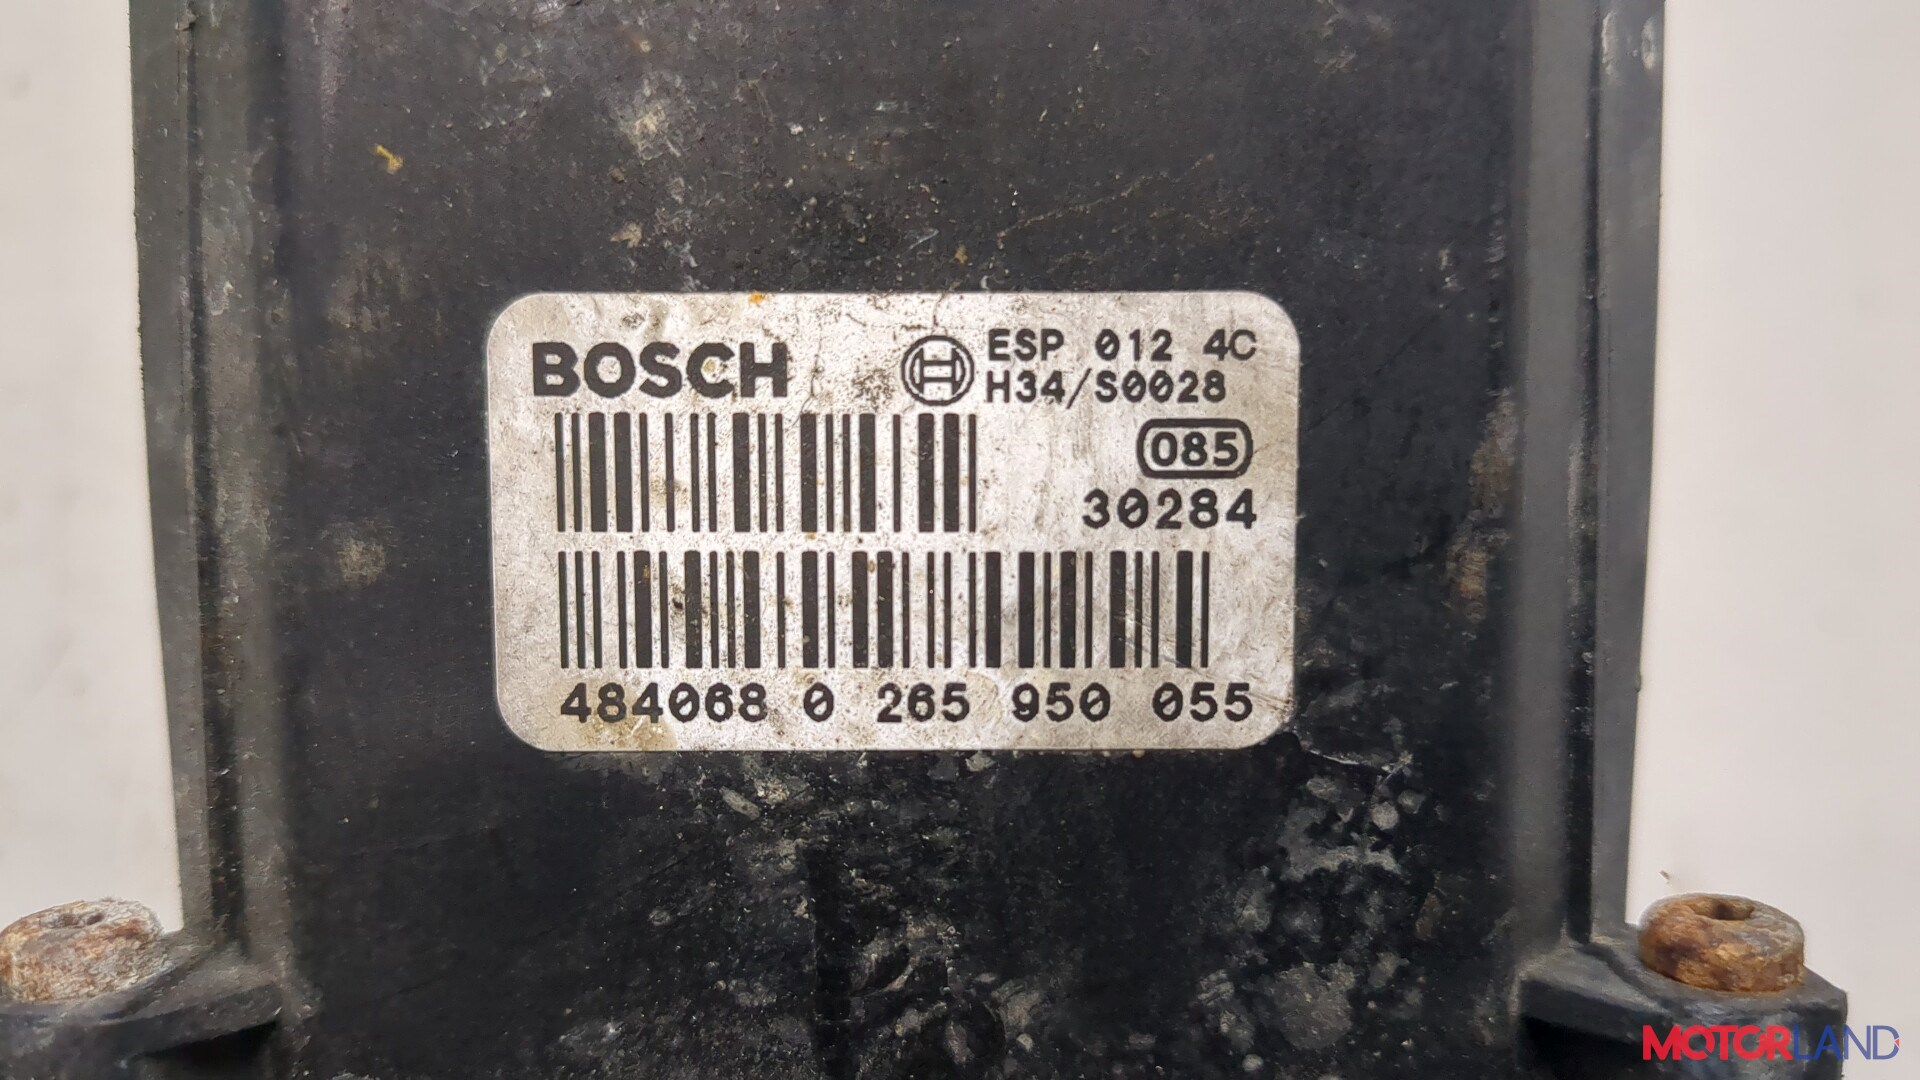 BOSCH
ESP 012 4C
H34/S0028
085
30284
484068 0 265 950 055
MOTORLAND